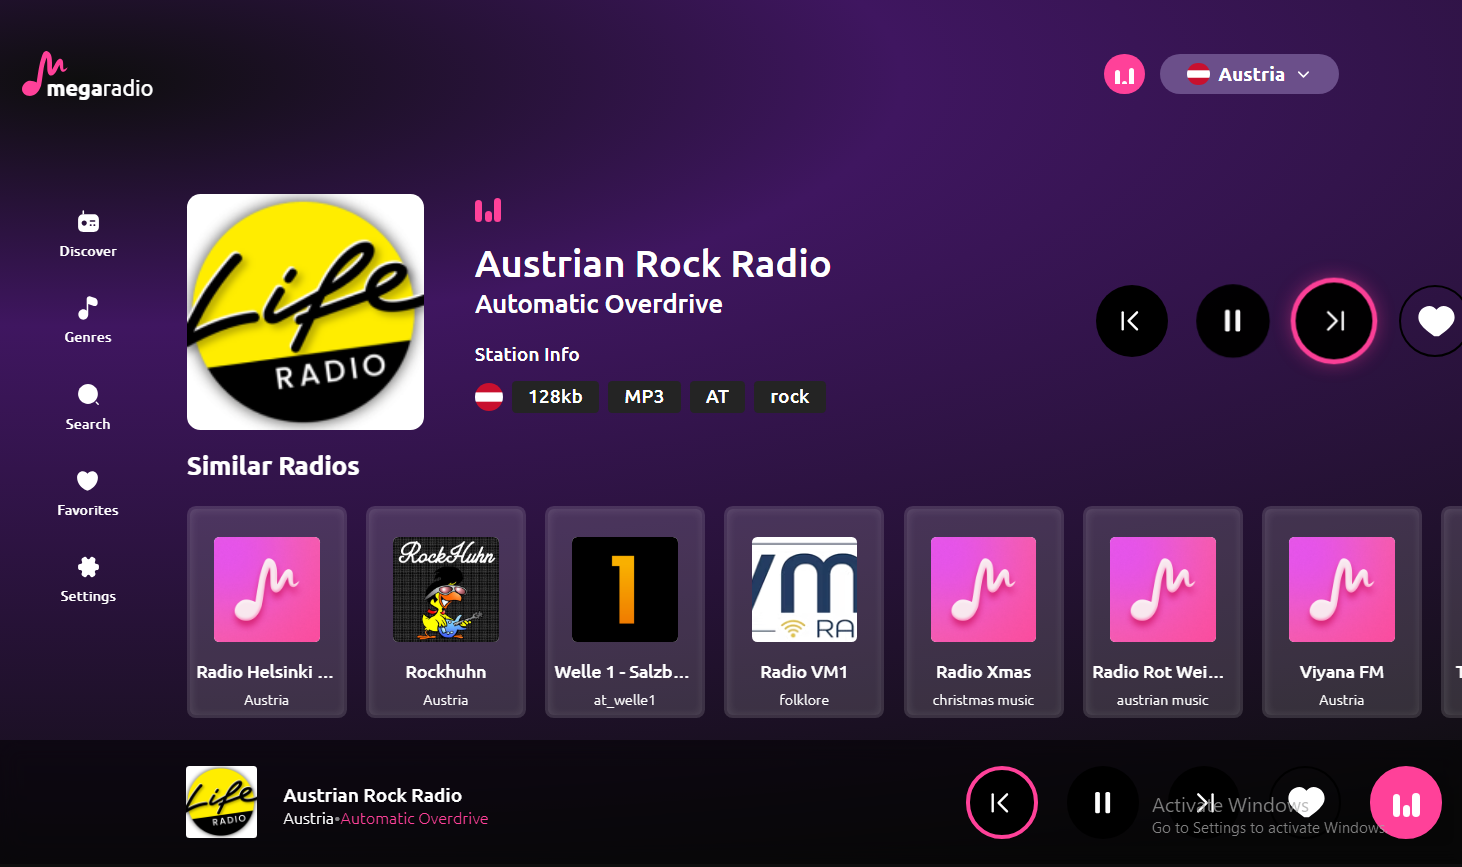 megaradio
Austria
Discover
Genres
Search
Favorites
Settings
Life
RADIO
Austrian Rock Radio
Automatic Overdrive
Station Info
128kb MP3 AT rock
Similar Radios
RockHuhn
1
VM
RA
Radio Helsinki ...
Austria
Rockhuhn
Austria
Welle 1 - Salzb...
at_welle1
Radio VM1
folklore
Radio Xmas
christmas music
Radio Rot Wei...
austrian music
Viyana FM
Austria
T
Life
RADIO
Austrian Rock Radio
Austria•Automatic Overdrive
Activate Windows
Go to Settings to activate Windows.